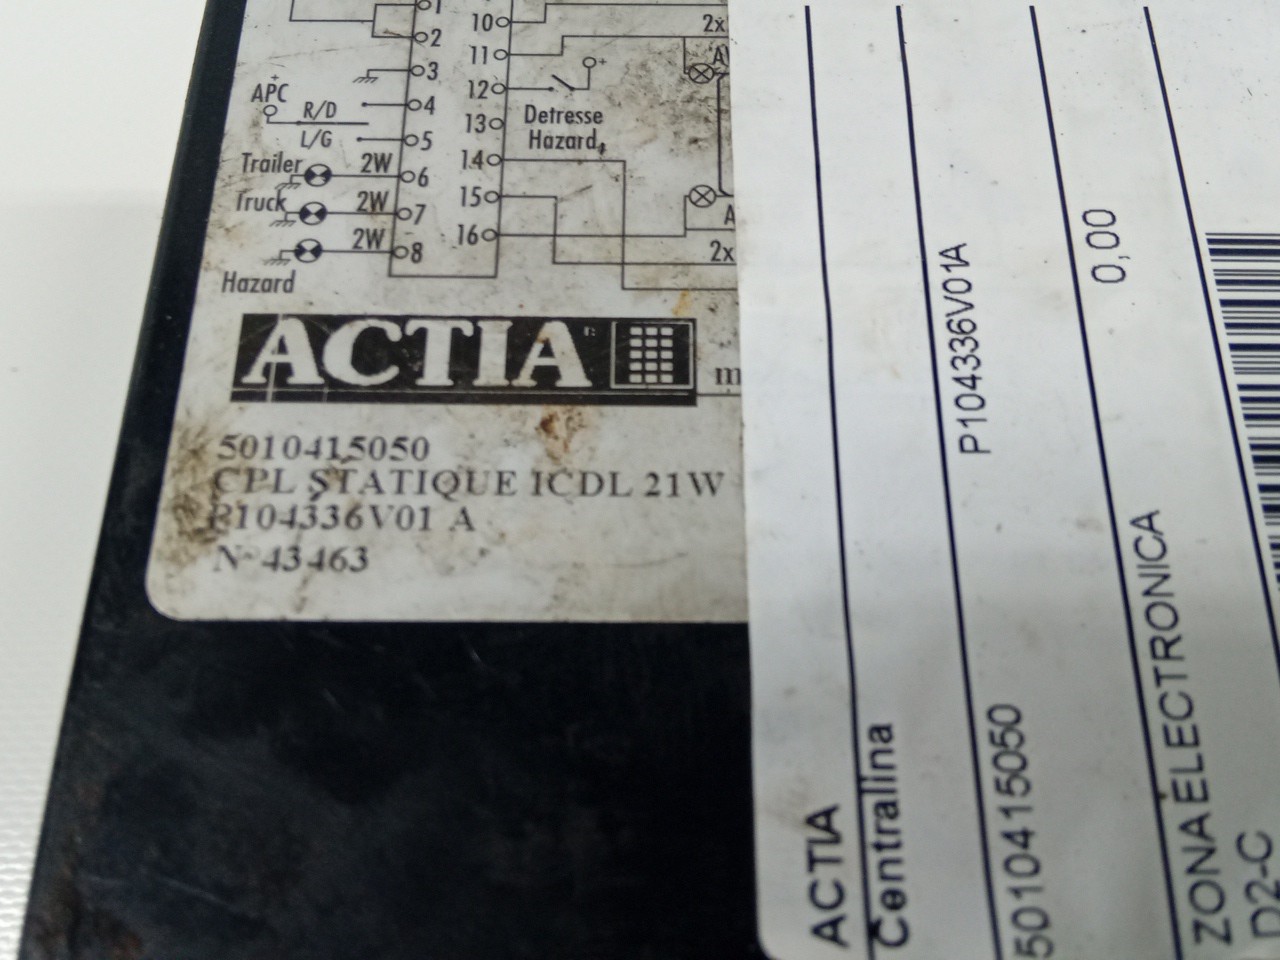 1
2
3
4
5
6
7
8
10
11
12
13
14
15
16
+
APC
R/D
L/G
Trailer 2W
Truck 2W
2W
Hazard
+
Detresse
Hazard
2x
A
2x
ACTIA
5010415050
CPL STATIQUE ICDL 21W
P104336V01 A
N° 43463
ACTIA
Centralina
5010415050 P104336V01A
0,00
ZONA ELECTRONICA
D2-C